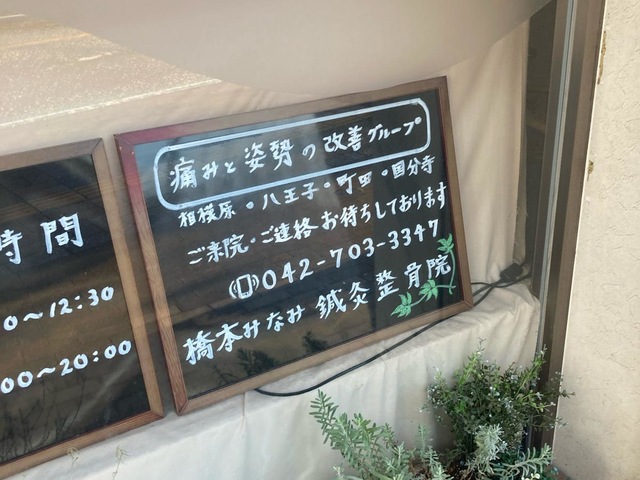 時間
0～12:30
00～20:00
痛みと姿勢の改善グループ
相模原・八王子・町田・国分寺
ご来院・ご連絡お待ちしております
042-703-3347
橋本みなみ鍼灸整骨院